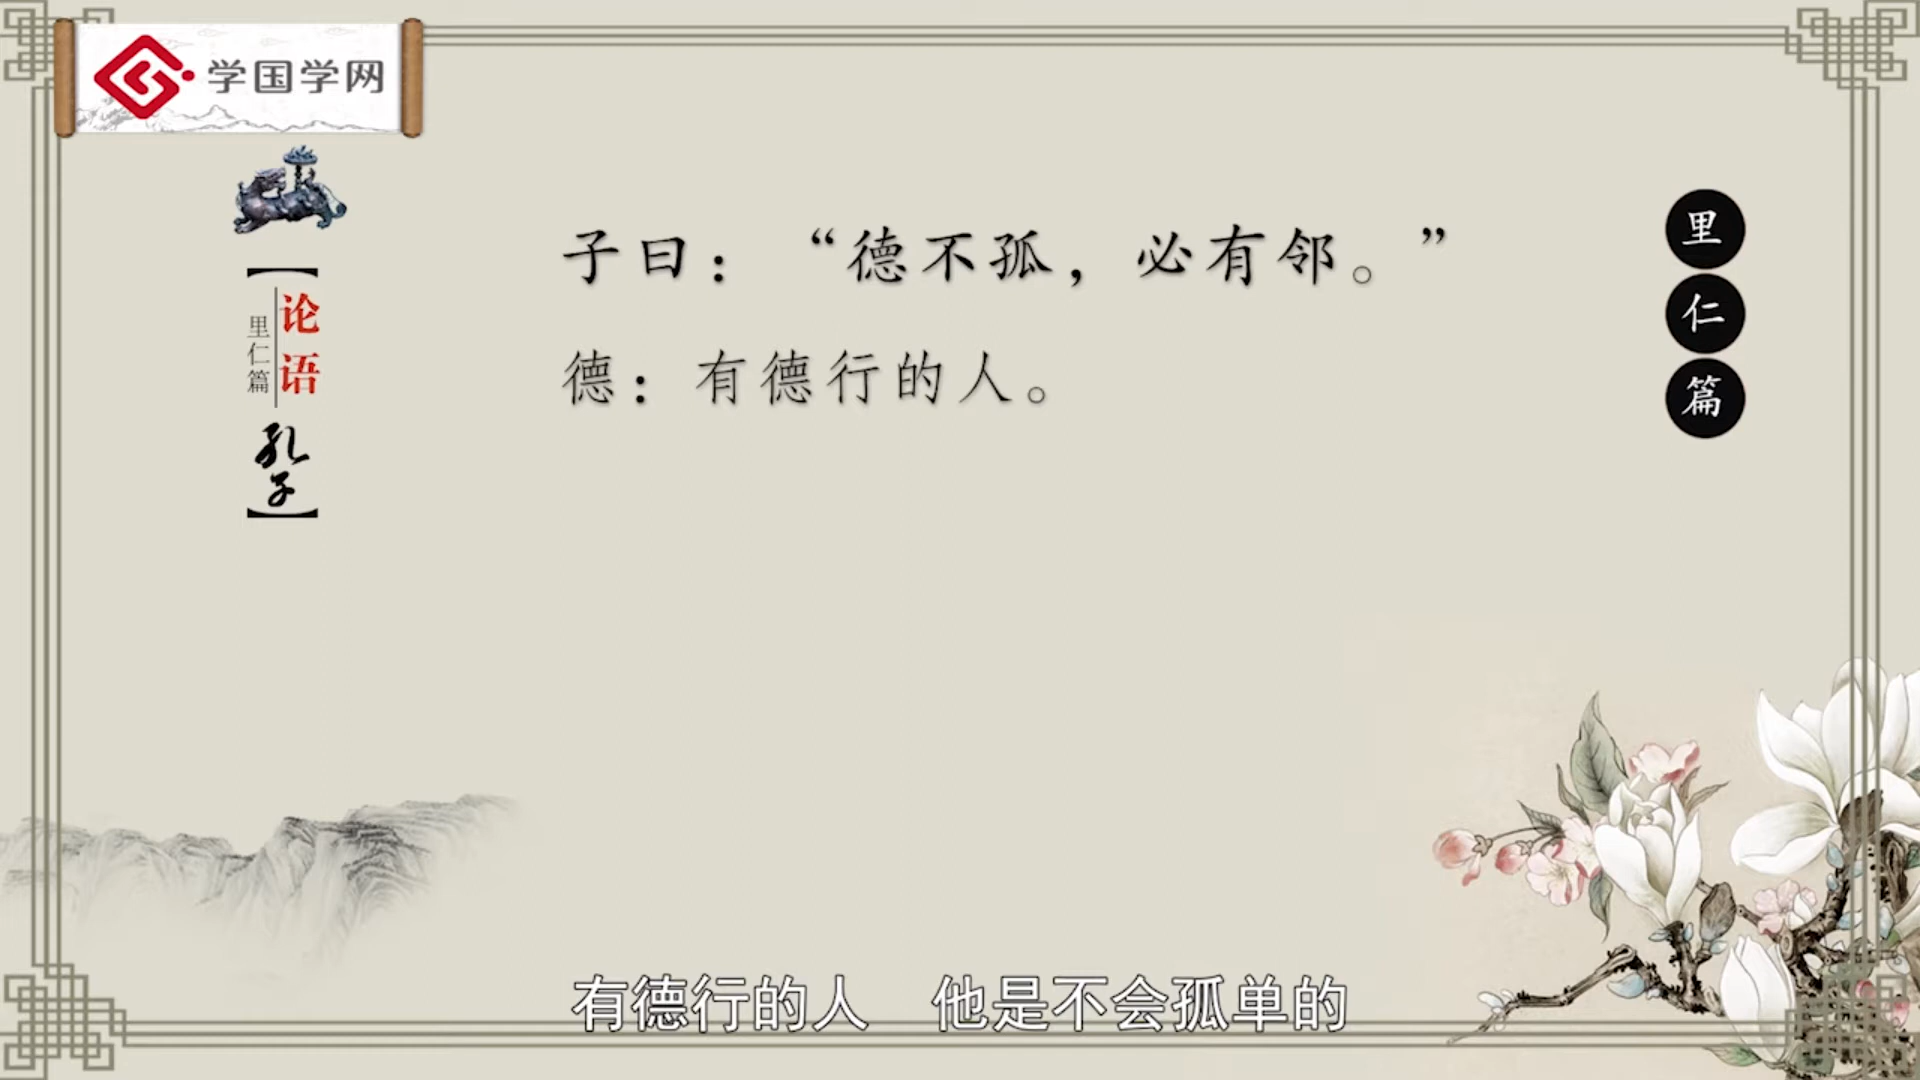 学国学网
论语
里仁篇
孔子
子曰：“德不孤，必有邻。”
德：有德行的人。
里仁篇
有德行的人 他是不会孤单的